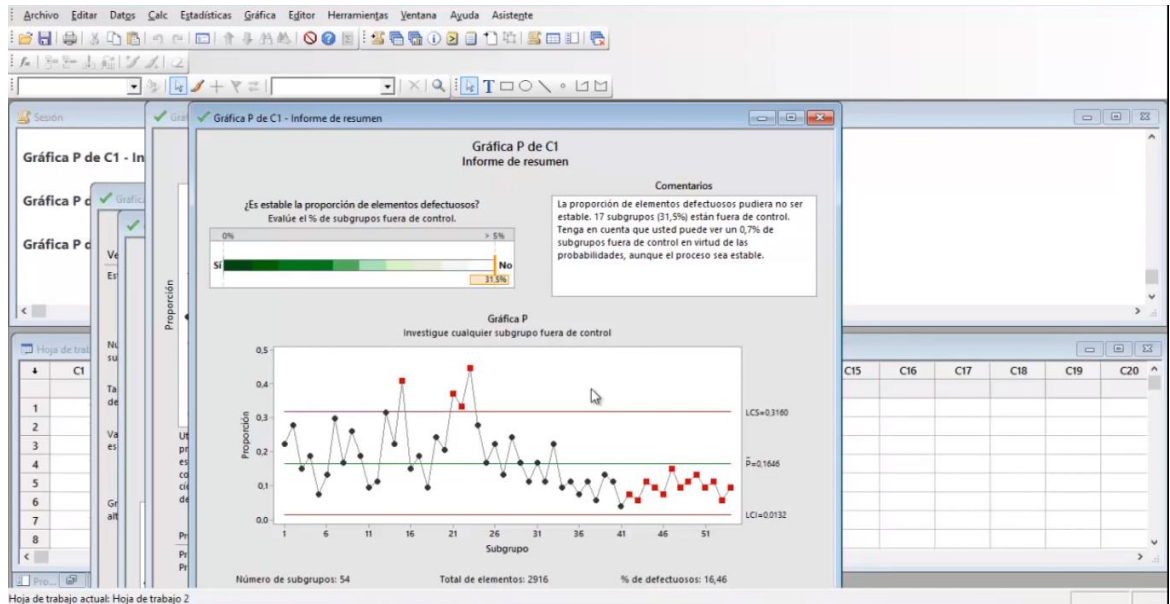 Archivo Editar Datos Calc Estadísticas Gráfica Editor Herramientas Ventana Ayuda Asistente
Sesión
Gráfica P de C1 - In
Gráfica P d
Gráfica P d
Gráfica P de C1 - Informe de resumen
Gráfica P de C1
Informe de resumen
¿Es estable la proporción de elementos defectuosos?
Evalúe el % de subgrupos fuera de control.
0% > 5%
Sí No
31.5%
Comentarios
La proporción de elementos defectuosos pudiera no ser
estable. 17 subgrupos (31,5%) están fuera de control.
Tenga en cuenta que usted puede ver un 0,7% de
subgrupos fuera de control en virtud de las
probabilidades, aunque el proceso sea estable.
Gráfica P
Investigue cualquier subgrupo fuera de control
Proporción
0,5
0,4
0,3
0,2
0,1
0,0
1 6 11 16 21 26 31 36 41 46 51
Subgrupo
LCS=0,3160
P=0,1646
LCI=0,0132
Número de subgrupos: 54 Total de elementos: 2916 % de defectuosos: 16,46
Proporción
Hoja de trab
C1 C15 C16 C17 C18 C19 C20
1
2
3
4
5
6
7
8
Pro...
Hoja de trabajo actual: Hoja de trabajo 2